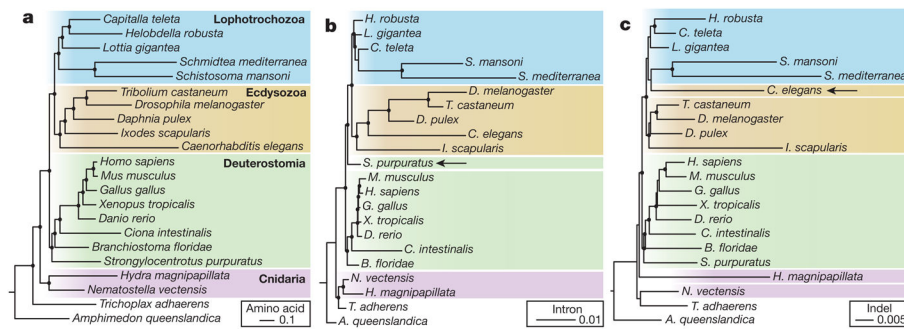 a
Capitalla teleta
Lophotrochozoa
Helobdella robusta
Lottia gigantea
Schmidtea mediterranea
Schistosoma mansoni
Tribolium castaneum
Ecdysozoa
Drosophila melanogaster
Daphnia pulex
Ixodes scapularis
Caenorhabditis elegans
Homo sapiens
Deuterostomia
Mus musculus
Gallus gallus
Xenopus tropicalis
Danio rerio
Ciona intestinalis
Branchiostoma floridae
Strongylocentrotus purpuratus
Hydra magnipapillata
Cnidaria
Nematostella vectensis
Trichoplax adhaerens
Amphimedon queenslandica
Amino acid
0.1
b
H. robusta
L. gigantea
C. teleta
S. mansoni
S. mediterranea
D. melanogaster
T. castaneum
D. pulex
C. elegans
I. scapularis
S. purpuratus
M. musculus
H. sapiens
G. gallus
X. tropicalis
D. rerio
C. intestinalis
B. floridae
N. vectensis
H. magnipapillata
T. adherens
A. queenslandica
Intron
0.01
c
H. robusta
C. teleta
L. gigantea
S. mansoni
S. mediterranea
C. elegans
T. castaneum
D. melanogaster
D. pulex
I. scapularis
H. sapiens
M. musculus
G. gallus
X. tropicalis
D. rerio
C. intestinalis
B. floridae
S. purpuratus
H. magnipapillata
N. vectensis
T. adhaerens
A. queenslandica
Indel
0.005